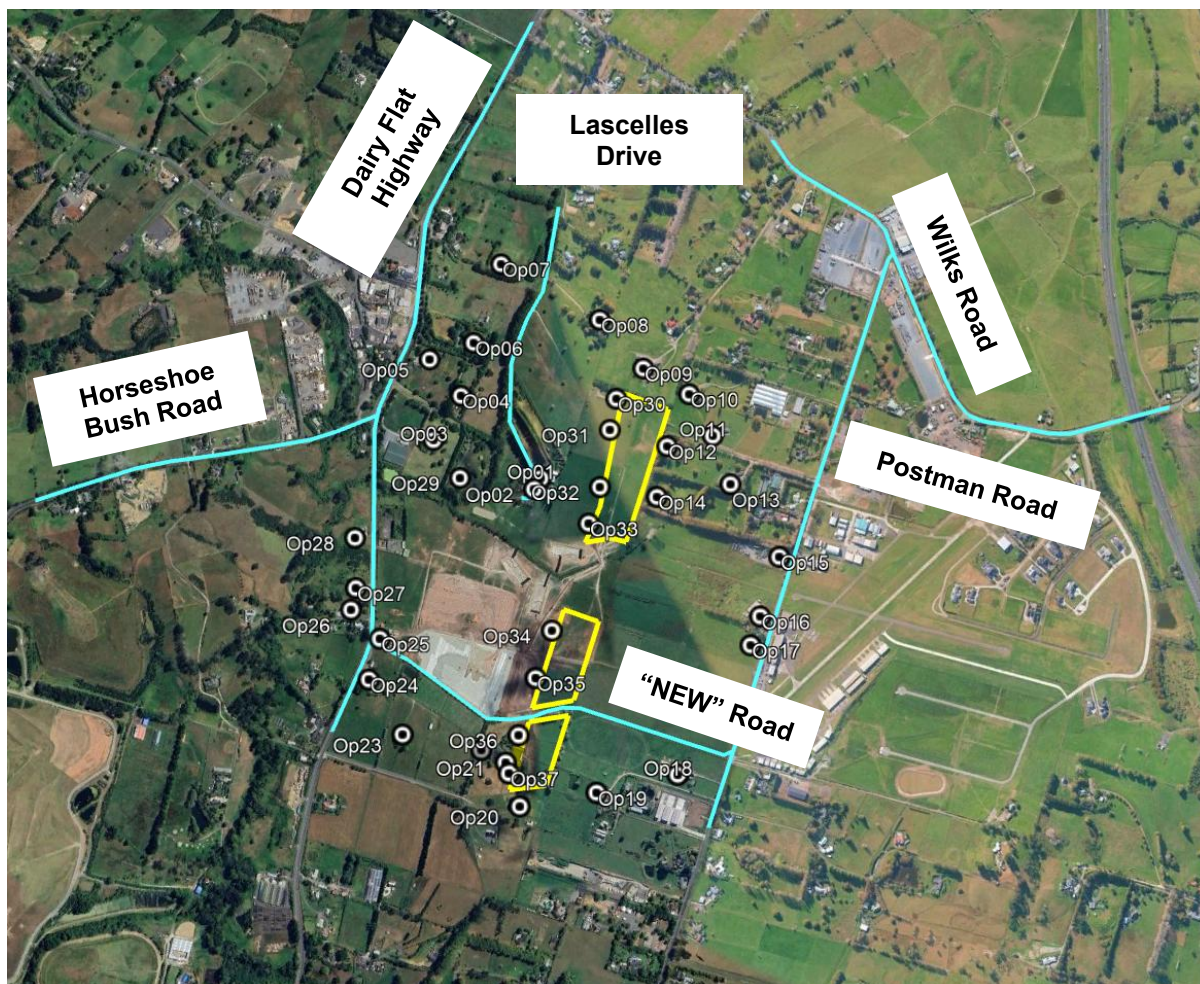 Dairy Flat
Highway
Lascelles
Drive
Wilks Road
Horseshoe
Bush Road
Postman Road
“NEW” Road
Op07
Op08
Op06
Op05
Op09
Op04
Op30
Op10
Op03
Op31
Op11
Op12
Op29
Op02
Op01
Op32
Op14
Op13
Op33
Op28
Op15
Op27
Op26
Op16
Op25
Op34
Op17
Op24
Op35
Op23
Op36
Op21
Op37
Op18
Op19
Op20